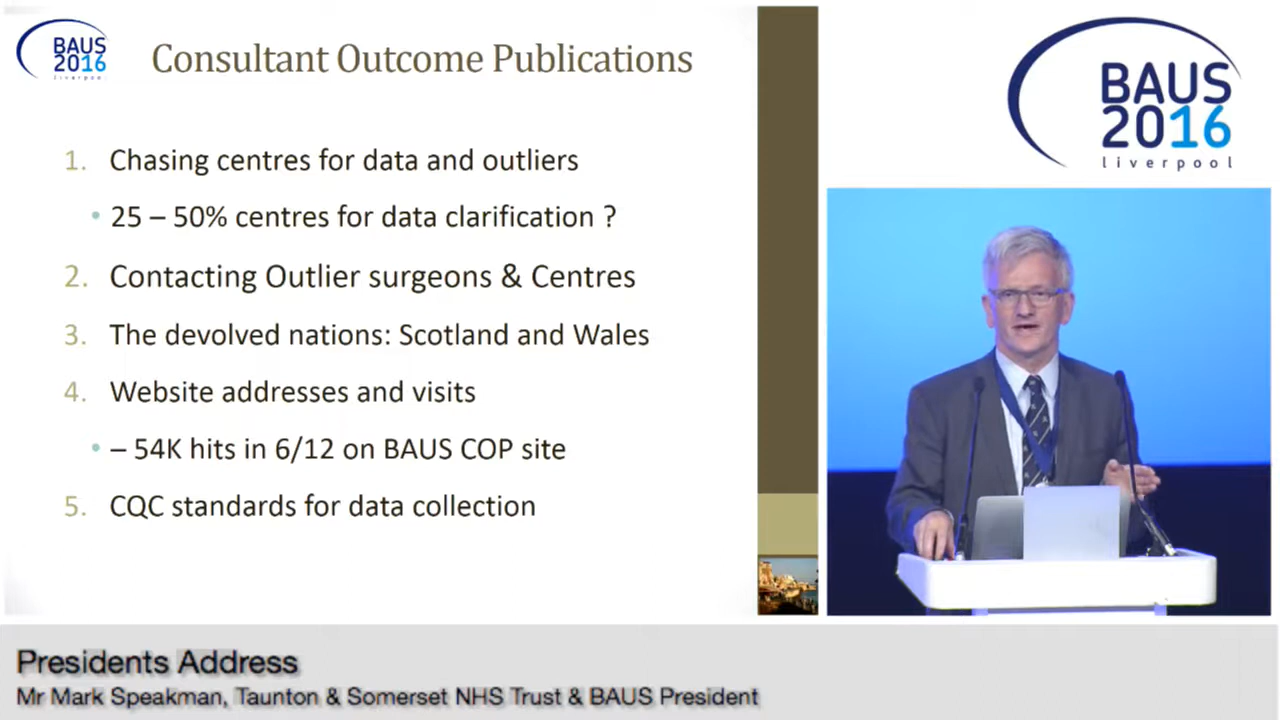 BAUS
2016
liverpool
Consultant Outcome Publications
1. Chasing centres for data and outliers
• 25 – 50% centres for data clarification ?
2. Contacting Outlier surgeons & Centres
3. The devolved nations: Scotland and Wales
4. Website addresses and visits
• – 54K hits in 6/12 on BAUS COP site
5. CQC standards for data collection
BAUS
2016
liverpool
Presidents Address
Mr Mark Speakman, Taunton & Somerset NHS Trust & BAUS President